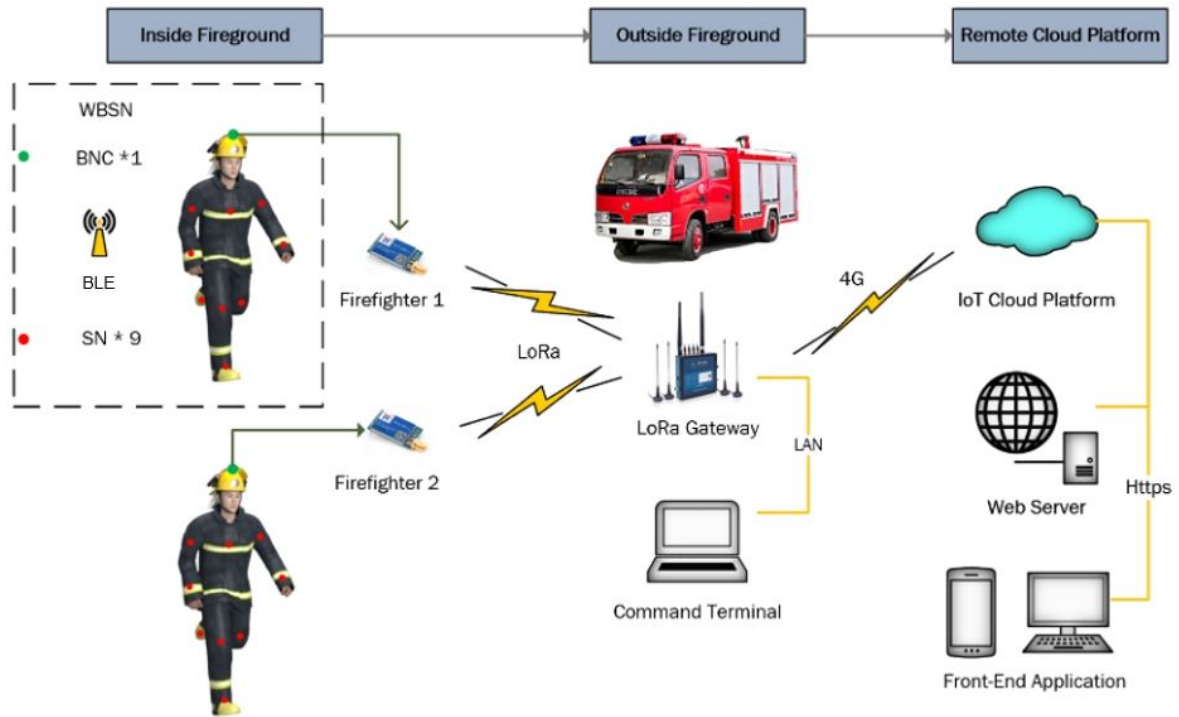 Inside Fireground
Outside Fireground
Remote Cloud Platform
WBSN
BNC *1
BLE
SN * 9
Firefighter 1
LoRa
Firefighter 2
4G
LoRa Gateway
LAN
Command Terminal
IoT Cloud Platform
Web Server
Https
Front-End Application